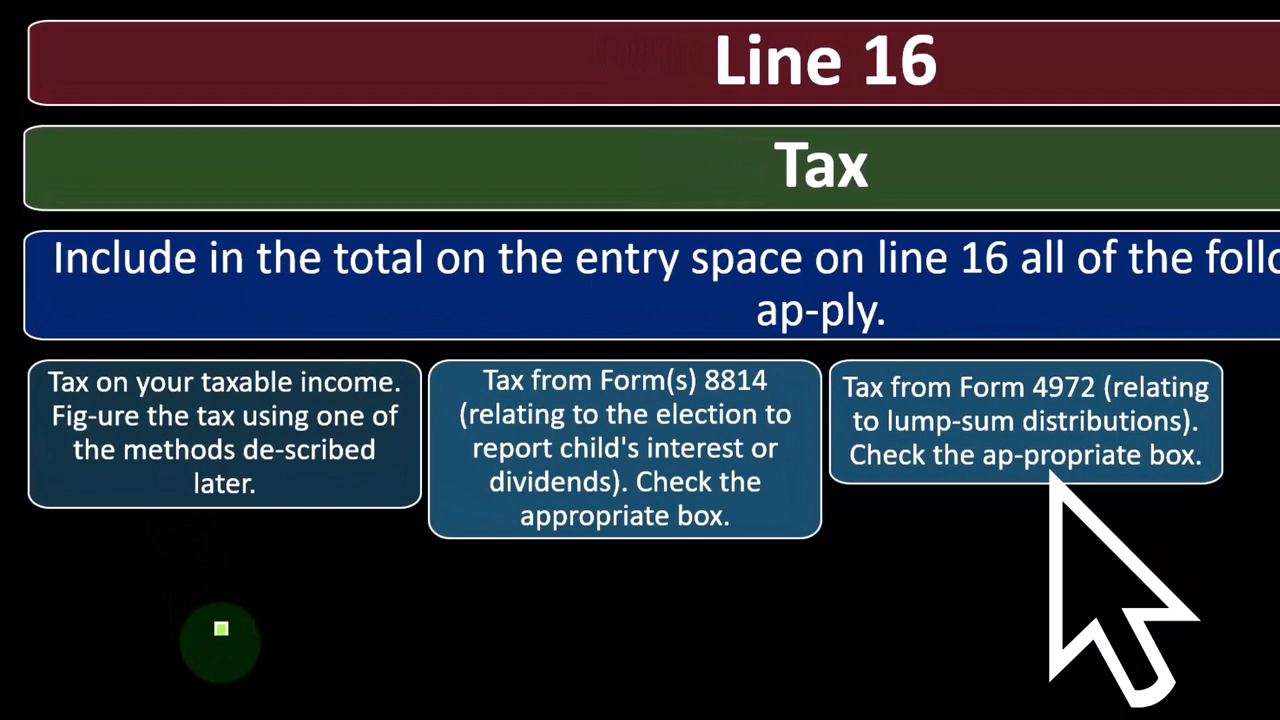 Line 16
Tax
Include in the total on the entry space on line 16 all of the
ap-ply.
Tax on your taxable income.
Fig-ure the tax using one of
the methods de-scribed
later.
Tax from Form(s) 8814
(relating to the election to
report child's interest or
dividends). Check the
appropriate box.
Tax from Form 4972 (relating
to lump-sum distributions).
Check the ap-propriate box.